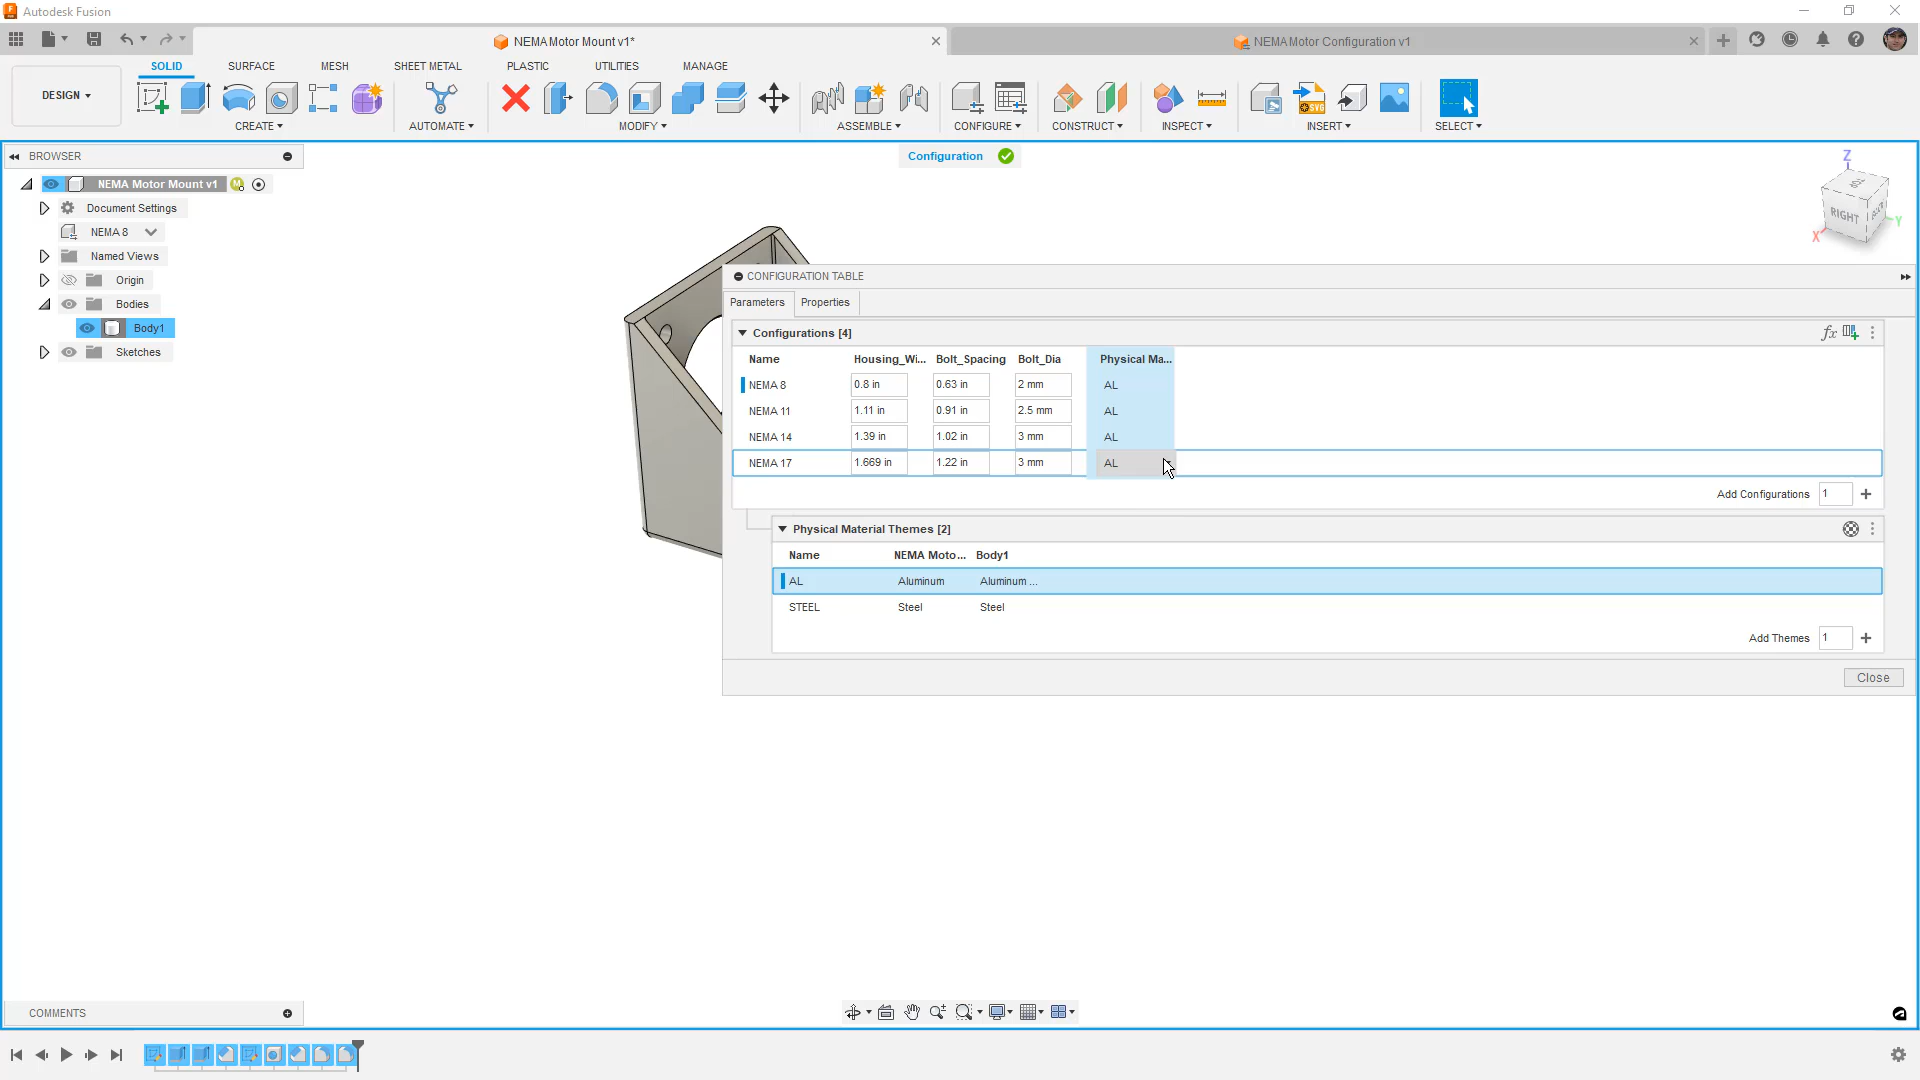 Autodesk Fusion
NEMA Motor Mount v1*
NEMA Motor Configuration v1
SOLID
SURFACE
MESH
SHEET METAL
PLASTIC
UTILITIES
MANAGE
DESIGN
CREATE
AUTOMATE
MODIFY
ASSEMBLE
CONFIGURE
CONSTRUCT
INSPECT
INSERT
SELECT
BROWSER
Configuration
NEMA Motor Mount v1
Document Settings
NEMA 8
Named Views
Origin
Bodies
Body1
Sketches
Z
TOP
RIGHT
BACK
X
Y
CONFIGURATION TABLE
Parameters
Properties
Configurations [4]
fx
Name Housing_Wi... Bolt_Spacing Bolt_Dia Physical Ma...
NEMA 8 0.8 in 0.63 in 2 mm AL
NEMA 11 1.11 in 0.91 in 2.5 mm AL
NEMA 14 1.39 in 1.02 in 3 mm AL
NEMA 17 1.669 in 1.22 in 3 mm AL
Add Configurations 1
Physical Material Themes [2]
Name NEMA Moto... Body1
AL Aluminum Aluminum ...
STEEL Steel Steel
Add Themes 1
Close
COMMENTS